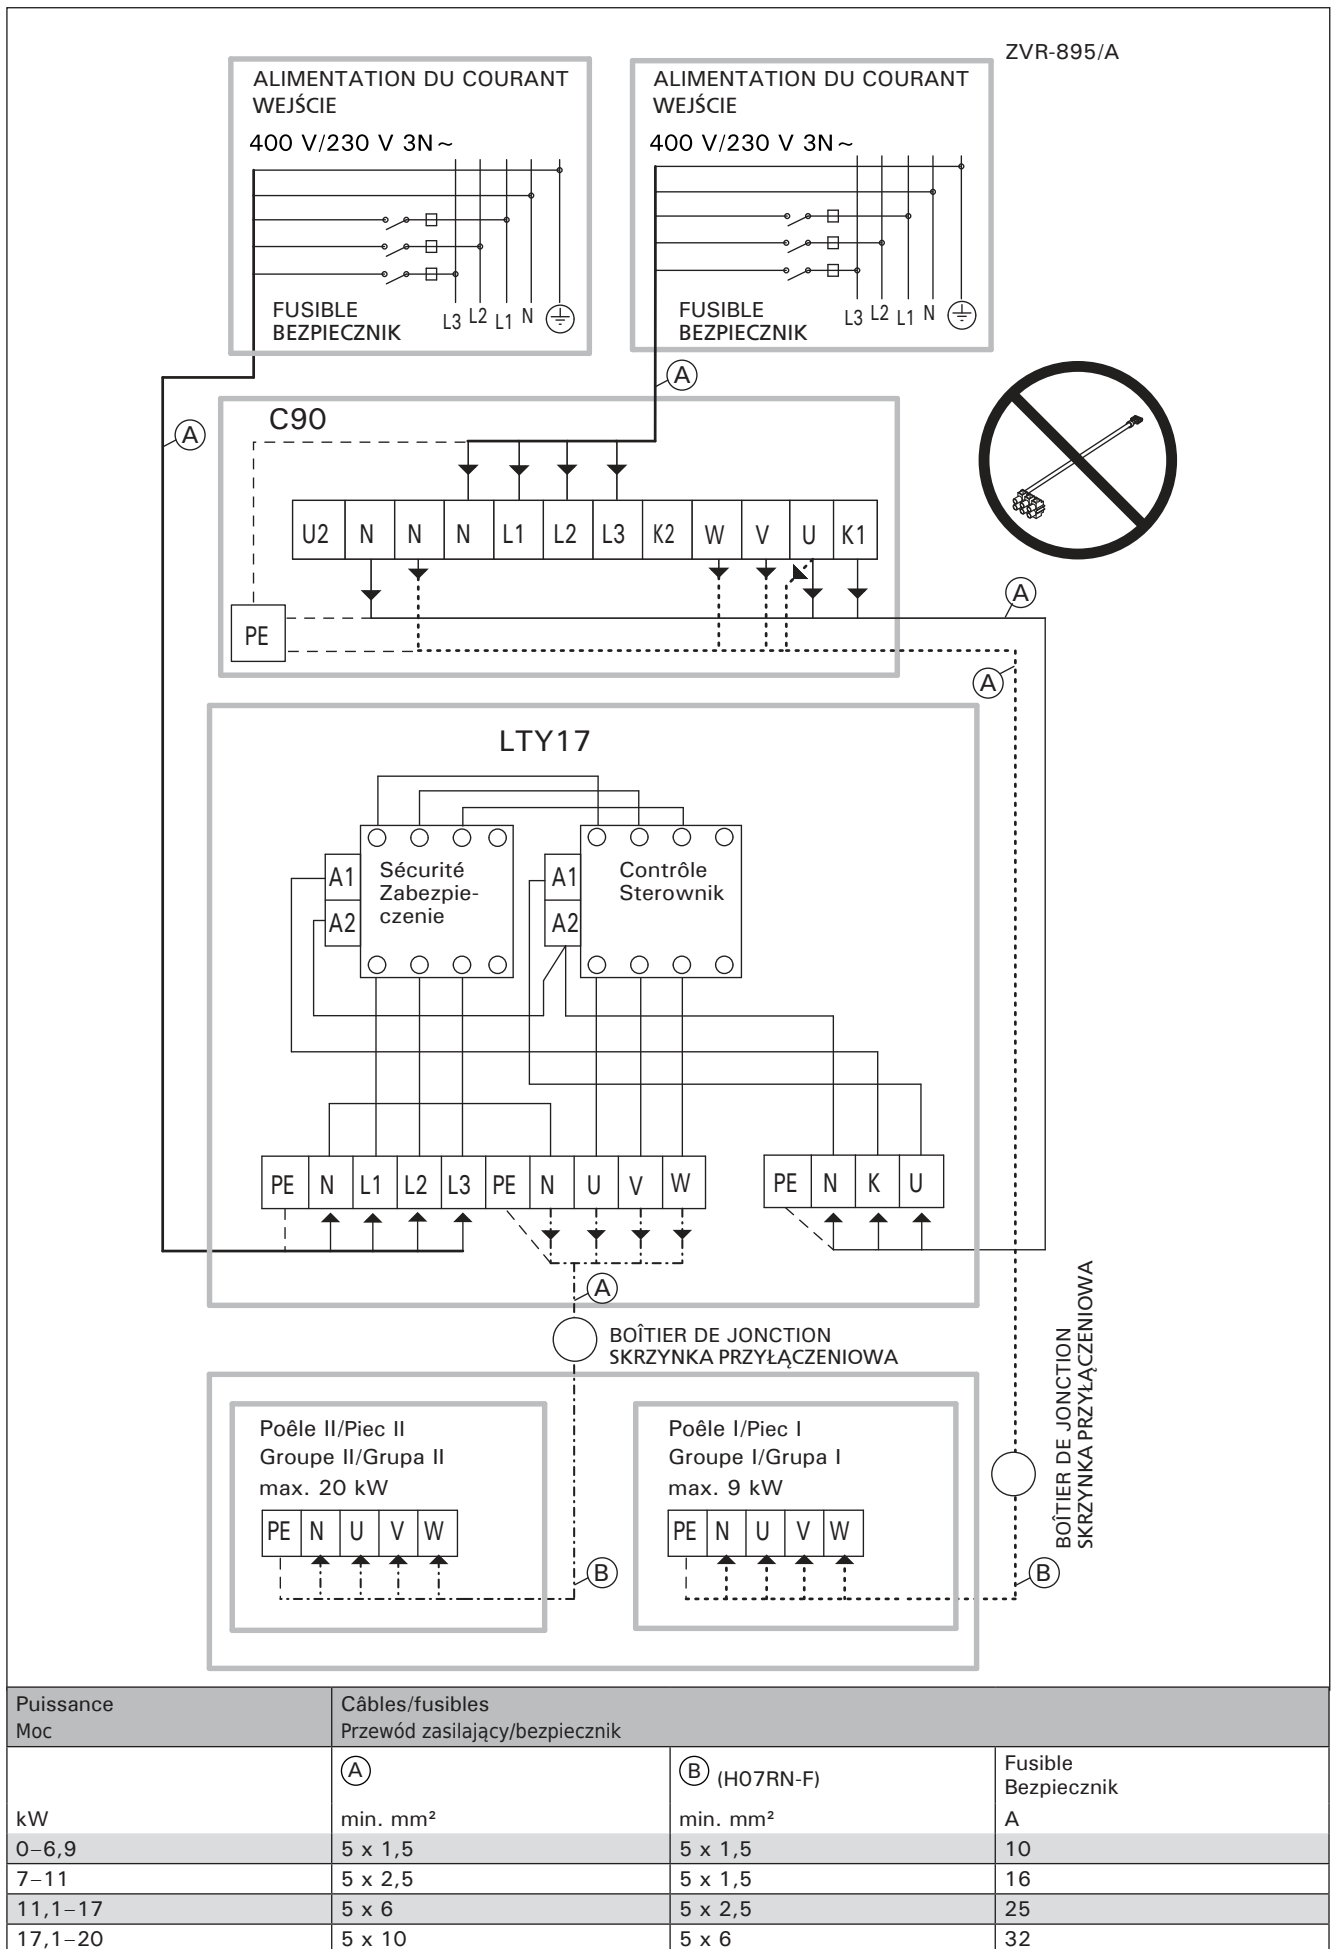 ZVR-895/A
ALIMENTATION DU COURANT
WEJŚCIE
400 V/230 V 3N~
FUSIBLE
BEZPIECZNIK
L3 L2 L1 N
ALIMENTATION DU COURANT
WEJŚCIE
400 V/230 V 3N~
FUSIBLE
BEZPIECZNIK
L3 L2 L1 N
A
A
C90
U2 N N N L1 L2 L3 K2 W V U K1
PE
A
A
LTY17
A1
A2
Sécurité
Zabezpie-
czenie
A1
A2
Contrôle
Sterownik
PE N L1 L2 L3 PE N U V W
PE N K U
A
BOÎTIER DE JONCTION
SKRZYNKA PRZYŁĄCZENIOWA
BOÎTIER DE JONCTION
SKRZYNKA PRZYŁĄCZENIOWA
Poêle II/Piec II
Groupe II/Grupa II
max. 20 kW
PE N U V W
B
Poêle I/Piec I
Groupe I/Grupa I
max. 9 kW
PE N U V W
B
Puissance
Moc
Câbles/fusibles
Przewód zasilający/bezpiecznik
A
B (H07RN-F)
Fusible
Bezpiecznik
kW min. mm² min. mm² A
0–6,9 5 x 1,5 5 x 1,5 10
7–11 5 x 2,5 5 x 1,5 16
11,1–17 5 x 6 5 x 2,5 25
17,1–20 5 x 10 5 x 6 32